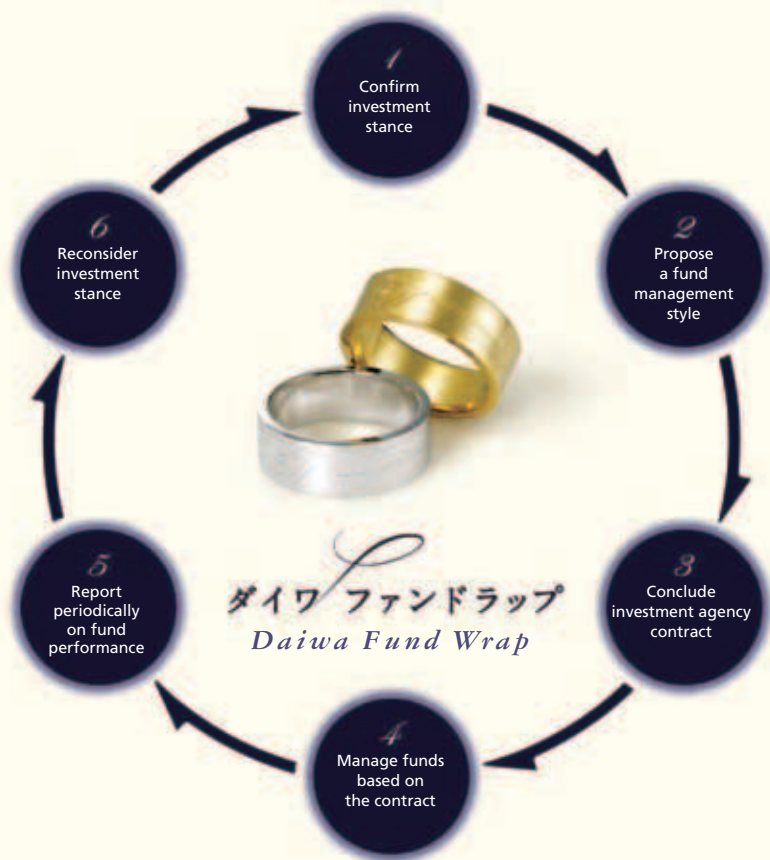 1
Confirm
investment
stance
2
Propose
a fund
management
style
3
Conclude
investment agency
contract
4
Manage funds
based on
the contract
5
Report
periodically
on fund
performance
6
Reconsider
investment
stance
ダイワ ファンドラップ
Daiwa Fund Wrap